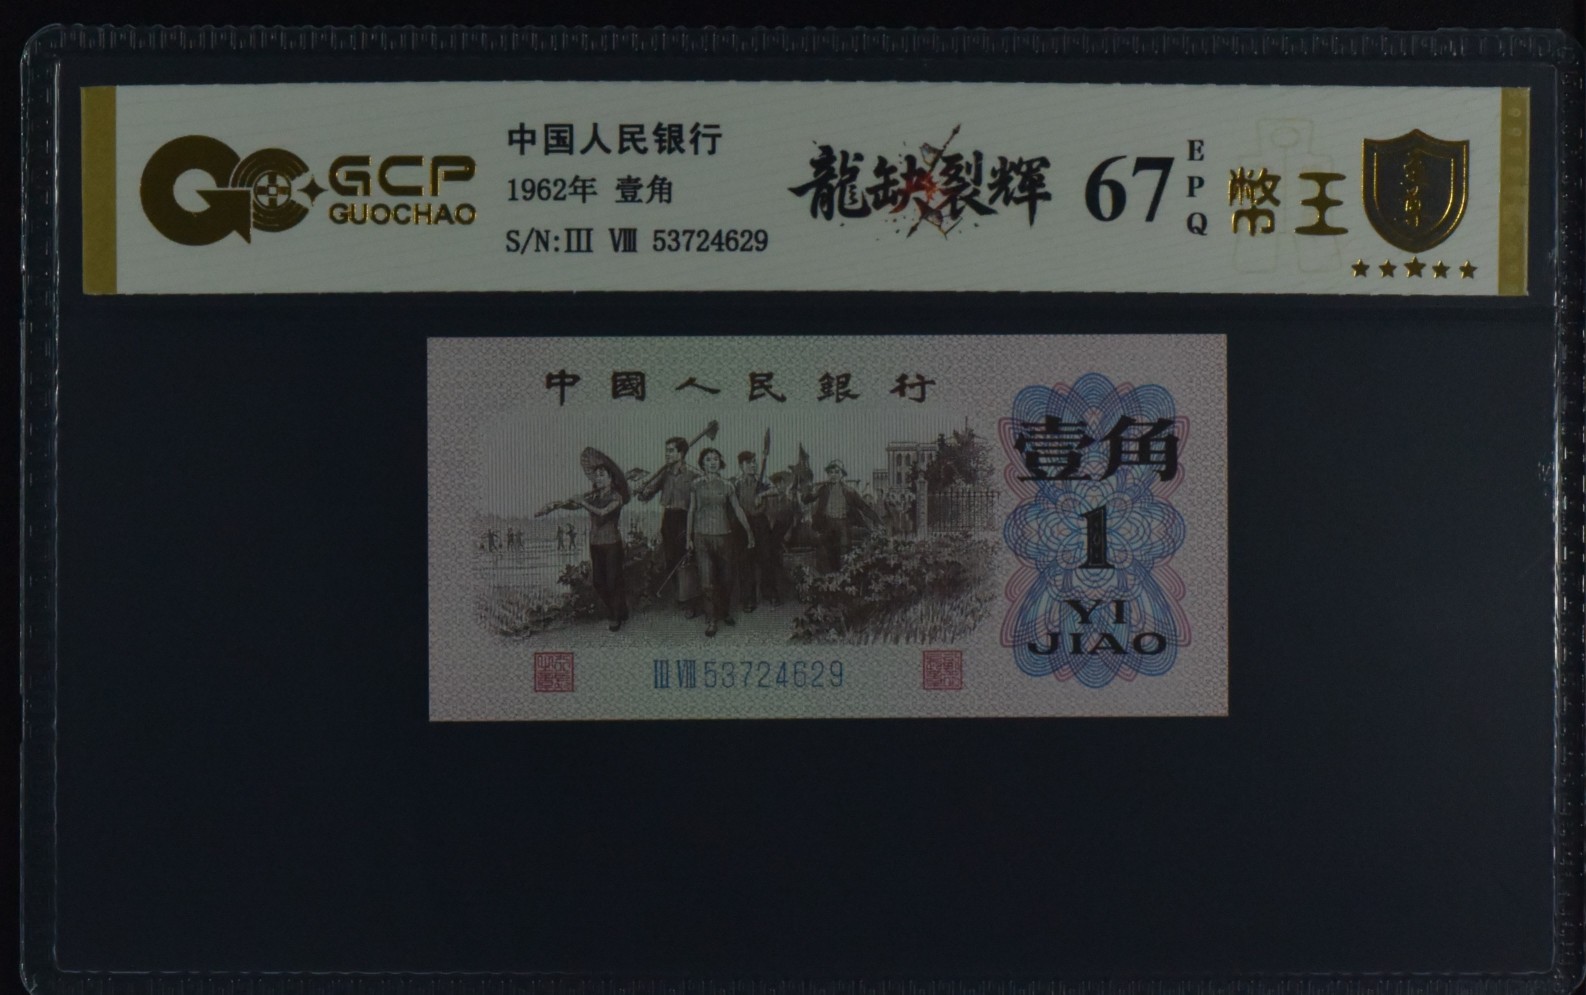 GCP
GUOCHAO
中国人民银行
1962年 壹角
S/N:III VIII 53724629
龍缺裂輝
67
EPQ
幣王
中國人民銀行
壹角
1
YI
JIAO
III VIII 53724629